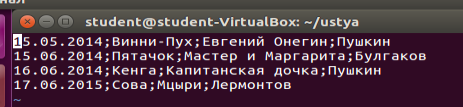 student@student-VirtualBox: ~/ustya
15.05.2014;Винни-Пух;Евгений Онегин;Пушкин
15.06.2014;Пятачок;Мастер и Маргарита;Булгаков
16.06.2014;Кенга;Капитанская дочка;Пушкин
17.06.2015;Сова;Мцыри;Лермонтов
~